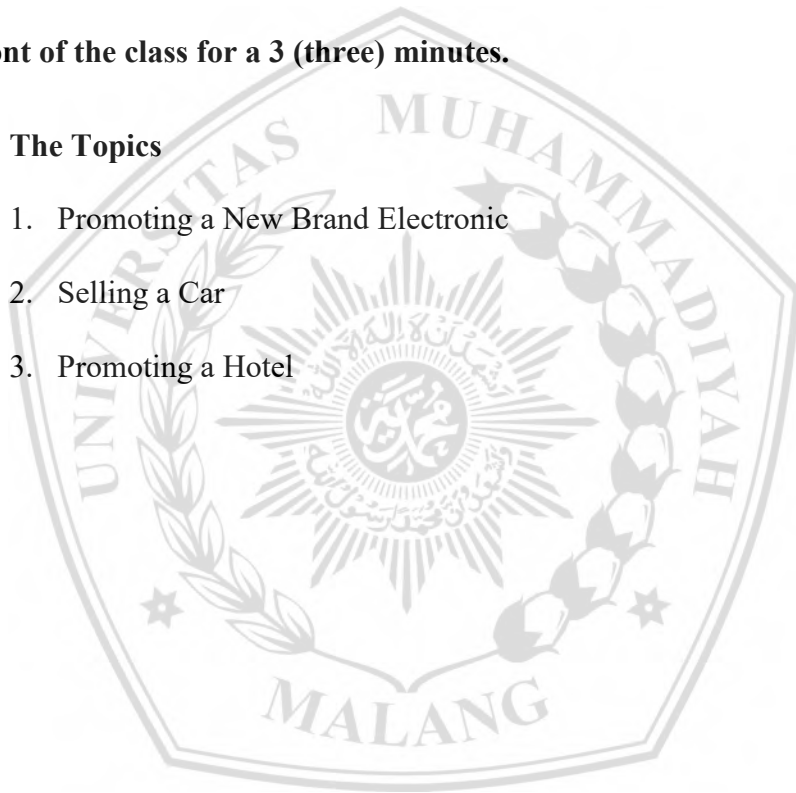 ont of the class for a 3 (three) minutes.
The Topics
1. Promoting a New Brand Electronic
2. Selling a Car
3. Promoting a Hotel
UNIVERSITAS MUHAMMADIYAH
MALANG